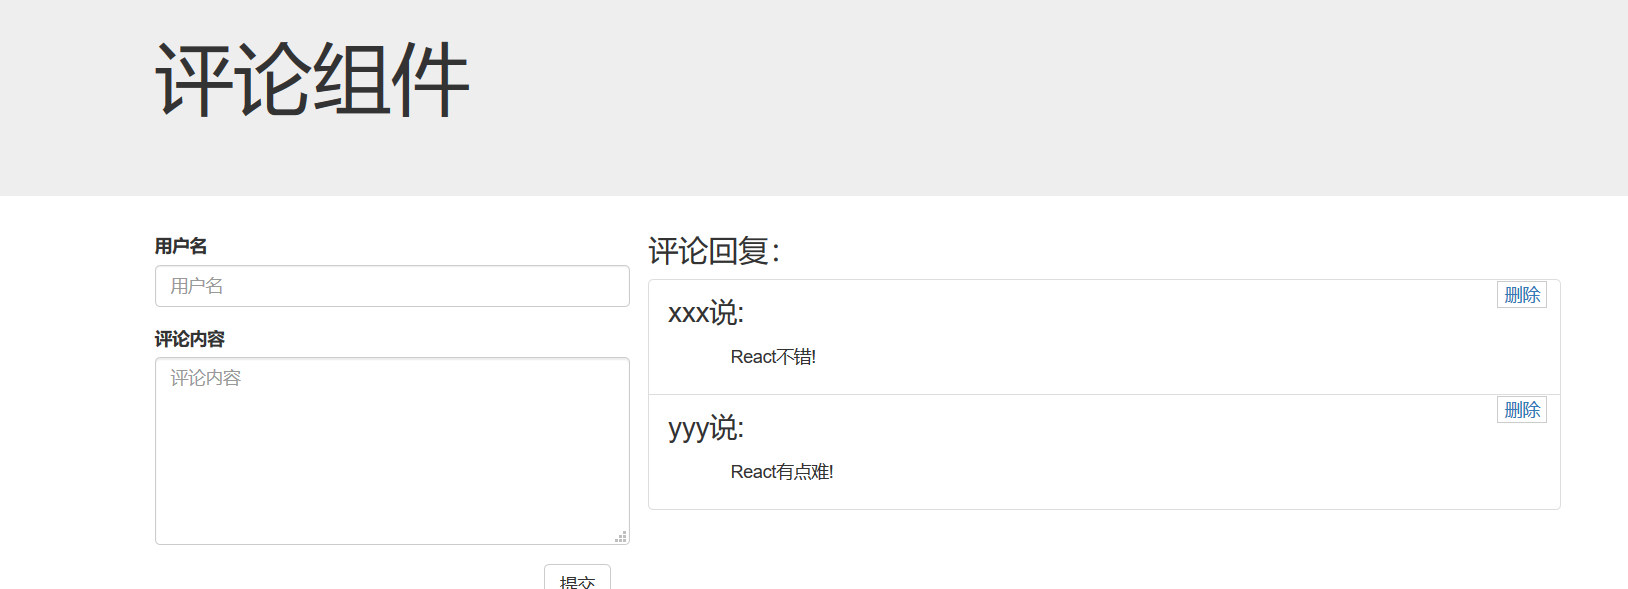 评论组件
用户名
用户名
评论内容
评论内容
提交
评论回复：
删除
xxx说:
React不错!
删除
yyy说:
React有点难!